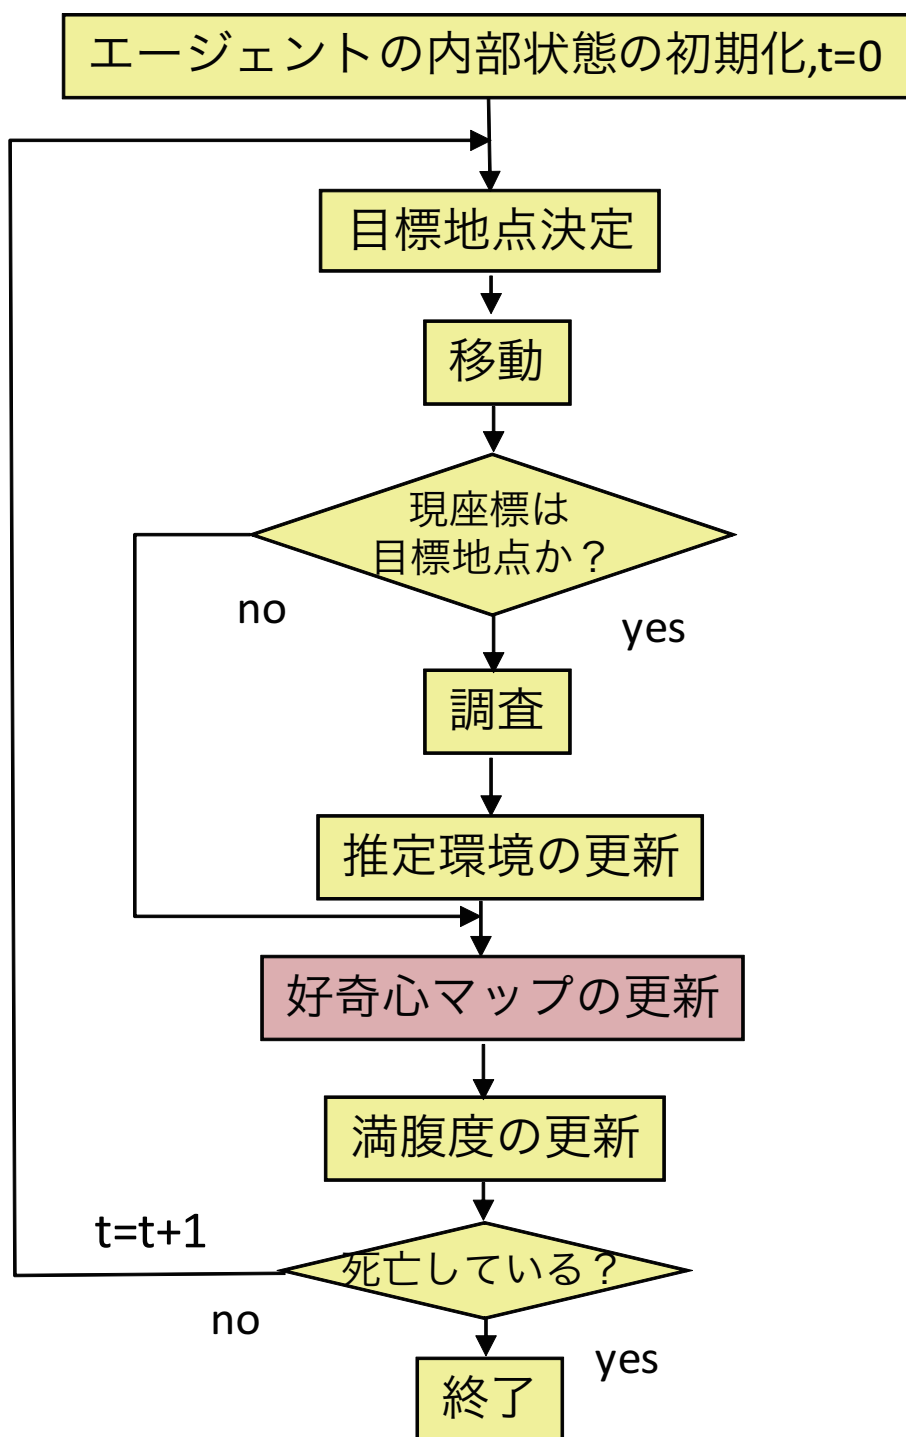 エージェントの内部状態の初期化,t=0
目標地点決定
移動
現座標は
目標地点か？
no
yes
調査
推定環境の更新
好奇心マップの更新
満腹度の更新
t=t+1
死亡している？
no
yes
終了